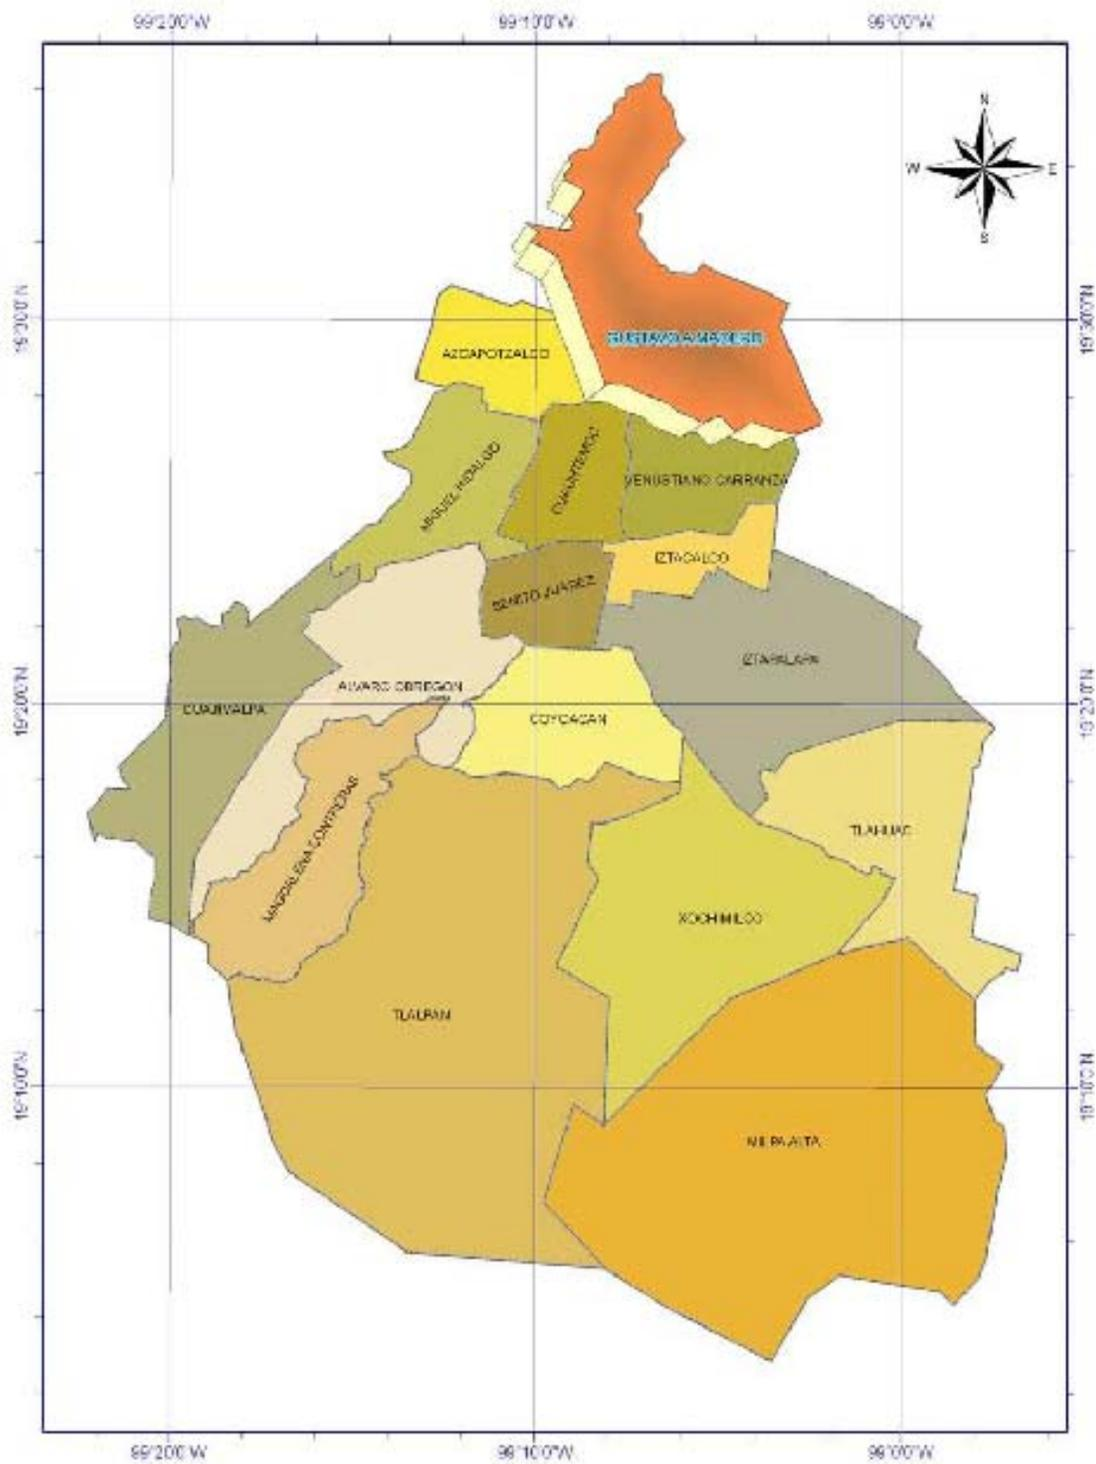 99°20'0"W 99°10'0"W 99°0'0"W
N
W E
S
19°30'0"N 19°30'0"N
GUSTAVO A MADERO
AZCAPOTZALCO
MIGUEL HIDALGO
CUAUHTEMOC
VENUSTIANO CARRANZA
IZTACALCO
BENITO JUAREZ
IZTAPALAPA
ALVARO OBREGON
CUAJIMALPA
19°20'0"N 19°20'0"N
COYOACAN
MAGDALENA CONTRERAS
TLAHUAC
XOCHIMILCO
TLALPAN
19°10'0"N 19°10'0"N
MILPA ALTA
99°20'0"W 99°10'0"W 99°0'0"W